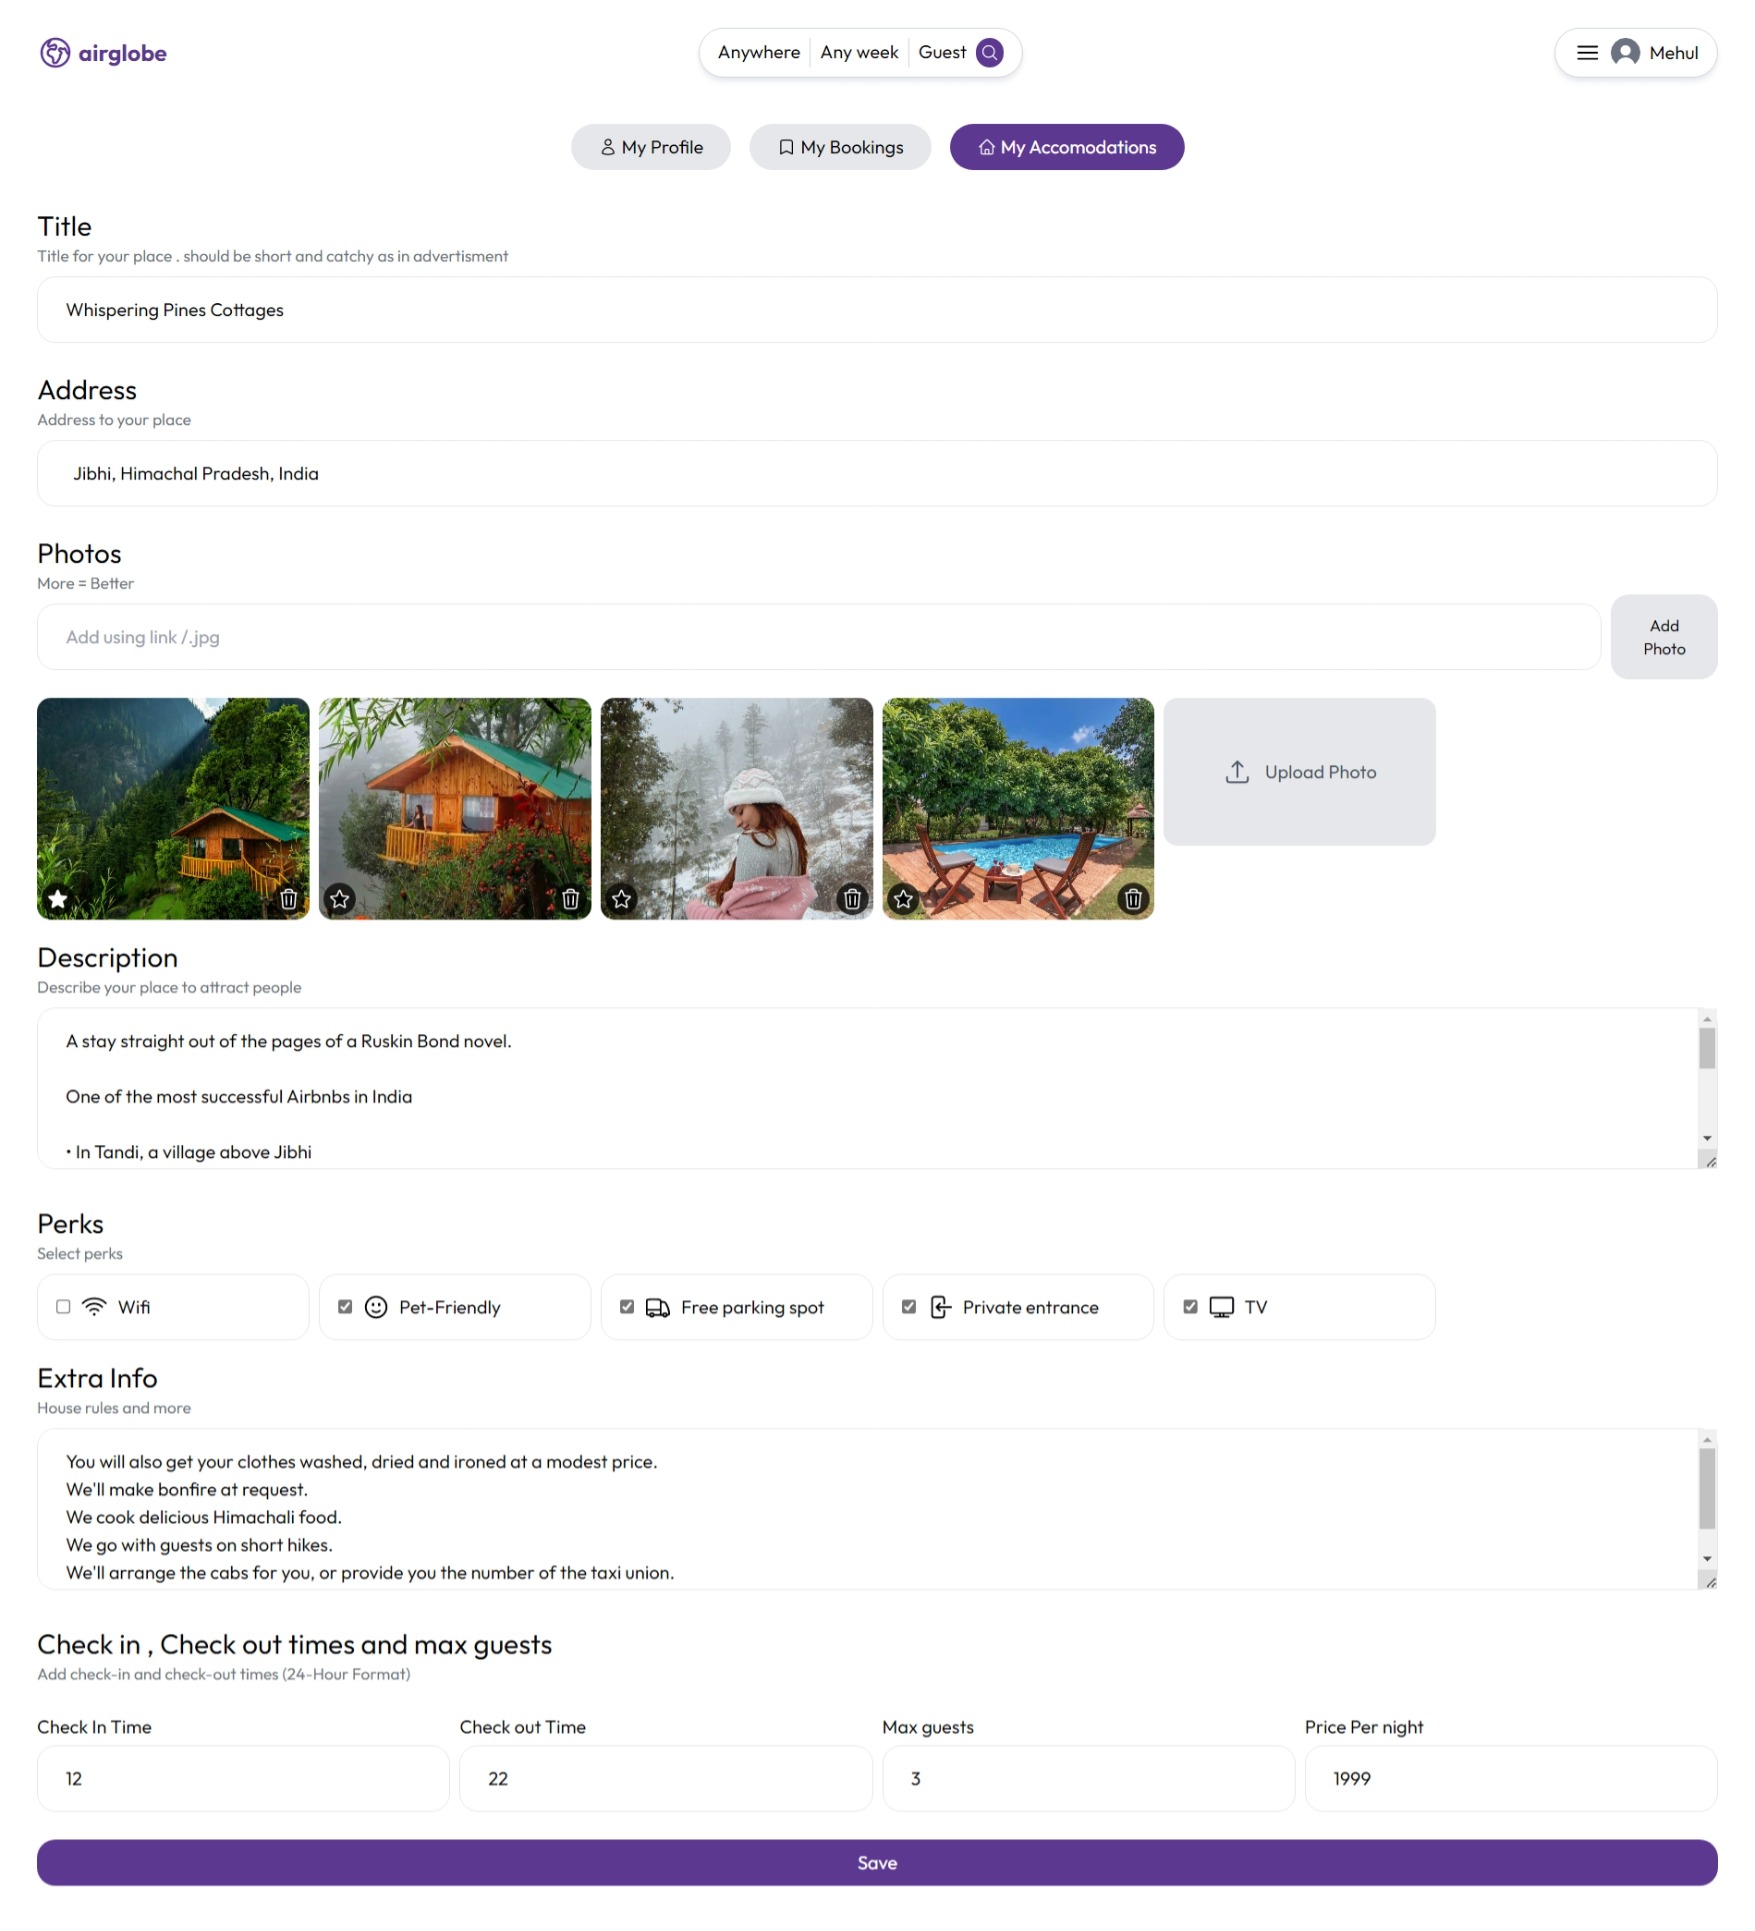 airglobe
Anywhere Any week Guest
Mehul
My Profile My Bookings My Accomodations
Title
Title for your place . should be short and catchy as in advertisment
Whispering Pines Cottages
Address
Address to your place
Jibhi, Himachal Pradesh, India
Photos
More = Better
Add using link /.jpg
Add
Photo
Upload Photo
Description
Describe your place to attract people
A stay straight out of the pages of a Ruskin Bond novel.
One of the most successful Airbnbs in India
• In Tandi, a village above Jibhi
Perks
Select perks
Wifi Pet-Friendly Free parking spot Private entrance TV
Extra Info
House rules and more
You will also get your clothes washed, dried and ironed at a modest price.
We'll make bonfire at request.
We cook delicious Himachali food.
We go with guests on short hikes.
We'll arrange the cabs for you, or provide you the number of the taxi union.
Check in , Check out times and max guests
Add check-in and check-out times (24-Hour Format)
Check In Time Check out Time Max guests Price Per night
12 22 3 1999
Save